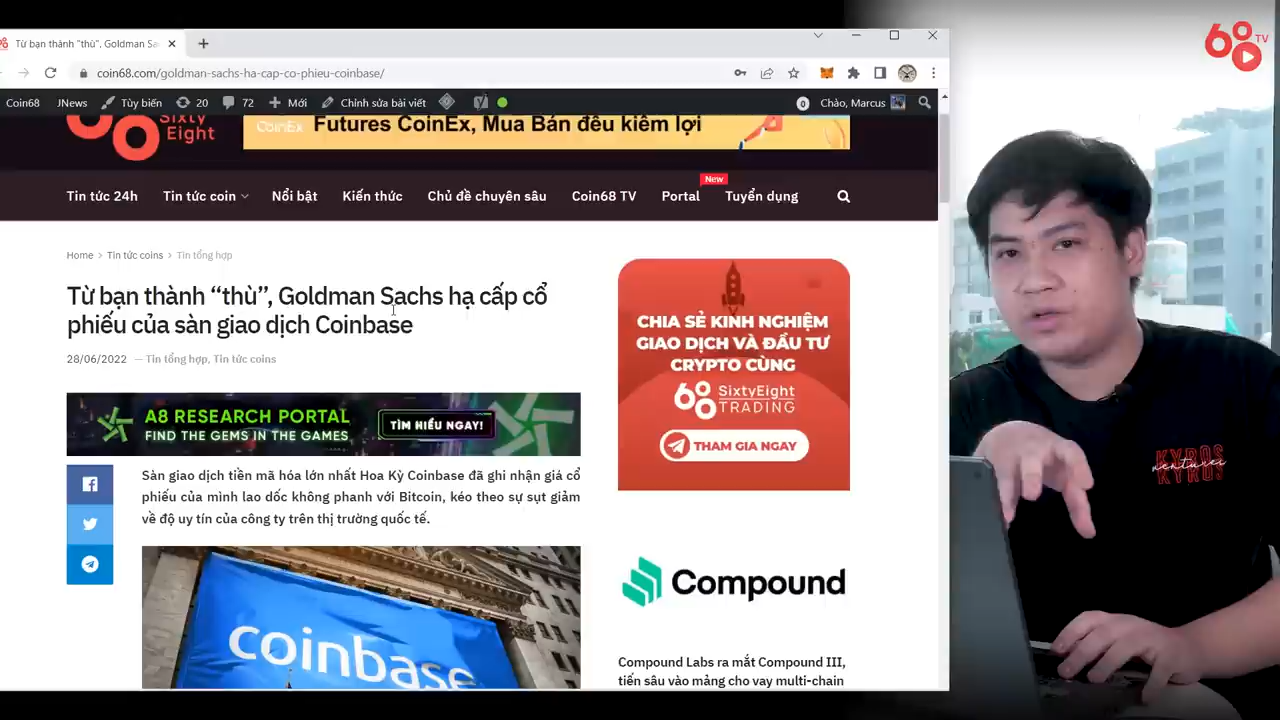 Từ bạn thành "thù", Goldman Sa
coin68.com/goldman-sachs-ha-cap-co-phieu-coinbase/
Coin68 JNews Tùy biến 20 72 Mới Chỉnh sửa bài viết 0 Chào, Marcus
68 TV
Sixty
Eight
CoinEx Futures CoinEx, Mua Bán đều kiếm lợi
New
Tin tức 24h Tin tức coin Nổi bật Kiến thức Chủ đề chuyên sâu Coin68 TV Portal Tuyển dụng
Home > Tin tức coins > Tin tổng hợp
Từ bạn thành “thù”, Goldman Sachs hạ cấp cổ
phiếu của sàn giao dịch Coinbase
28/06/2022 — Tin tổng hợp, Tin tức coins
A8 RESEARCH PORTAL
FIND THE GEMS IN THE GAMES
TÌM HIỂU NGAY!
Sàn giao dịch tiền mã hóa lớn nhất Hoa Kỳ Coinbase đã ghi nhận giá cổ
phiếu của mình lao dốc không phanh với Bitcoin, kéo theo sự sụt giảm
về độ uy tín của công ty trên thị trường quốc tế.
coinbase
CHIA SẺ KINH NGHIỆM
GIAO DỊCH VÀ ĐẦU TƯ
CRYPTO CÙNG
SixtyEight
TRADING
THAM GIA NGAY
Compound
Compound Labs ra mắt Compound III,
tiến sâu vào mảng cho vay multi-chain
KYROS
ventures
KYROS